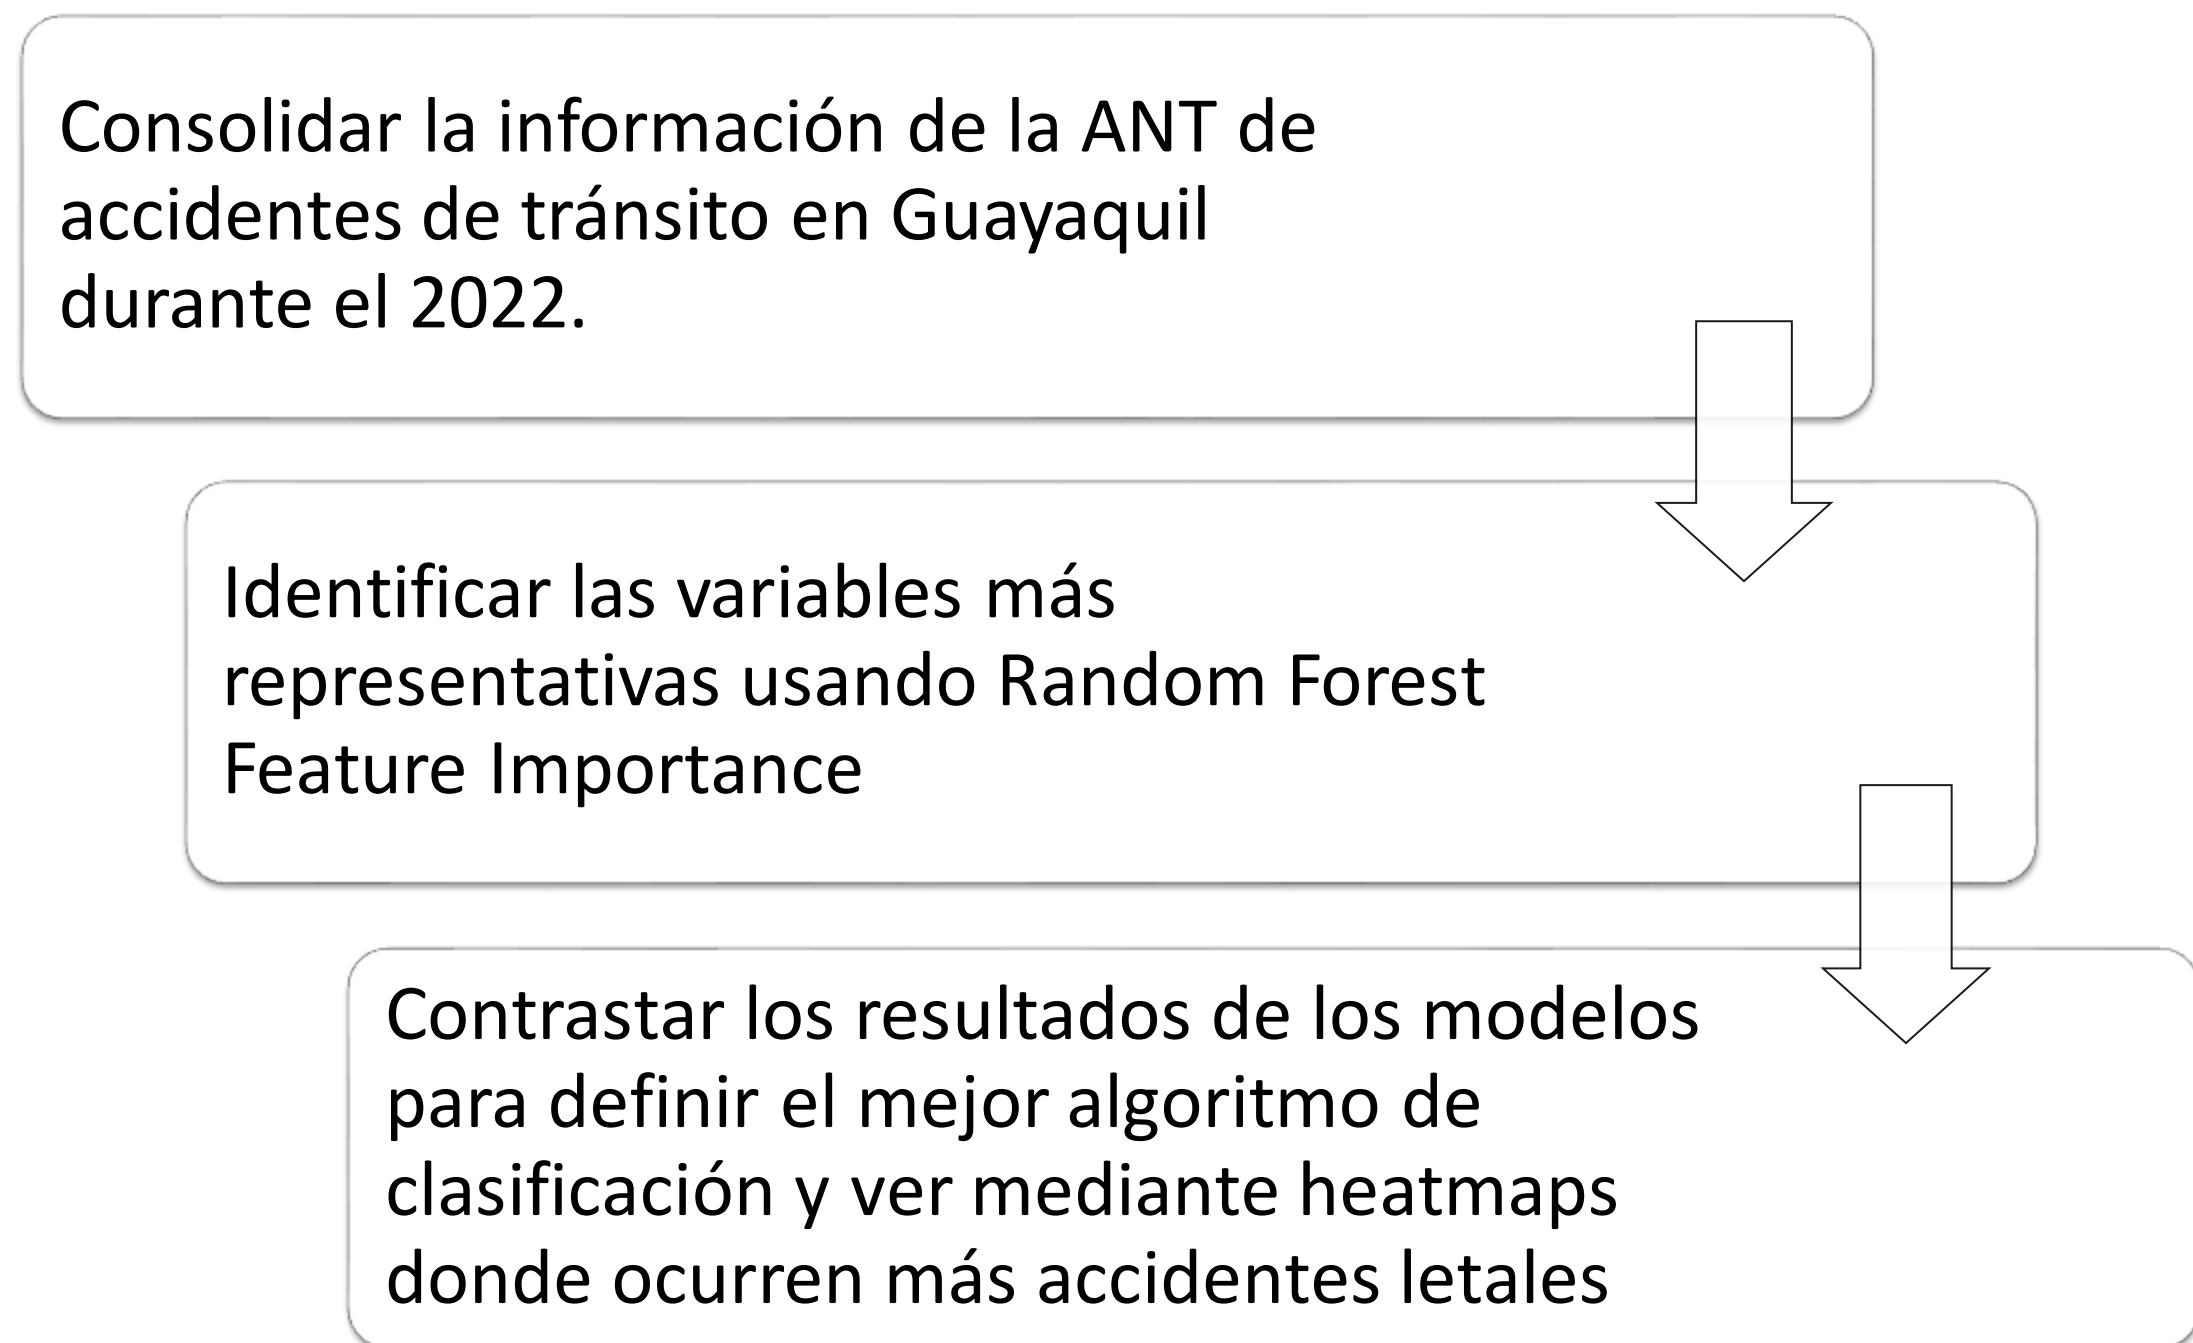 Consolidar la información de la ANT de
accidentes de tránsito en Guayaquil
durante el 2022.
Identificar las variables más
representativas usando Random Forest
Feature Importance
Contrastar los resultados de los modelos
para definir el mejor algoritmo de
clasificación y ver mediante heatmaps
donde ocurren más accidentes letales